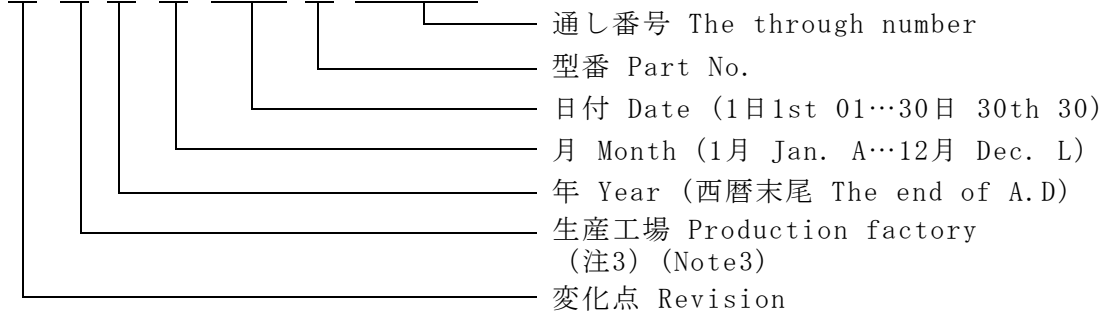 通し番号 The through number
型番 Part No.
日付 Date (1日1st 01…30日 30th 30)
月 Month (1月 Jan. A…12月 Dec. L)
年 Year (西暦末尾 The end of A.D)
生産工場 Production factory
(注3) (Note3)
変化点 Revision